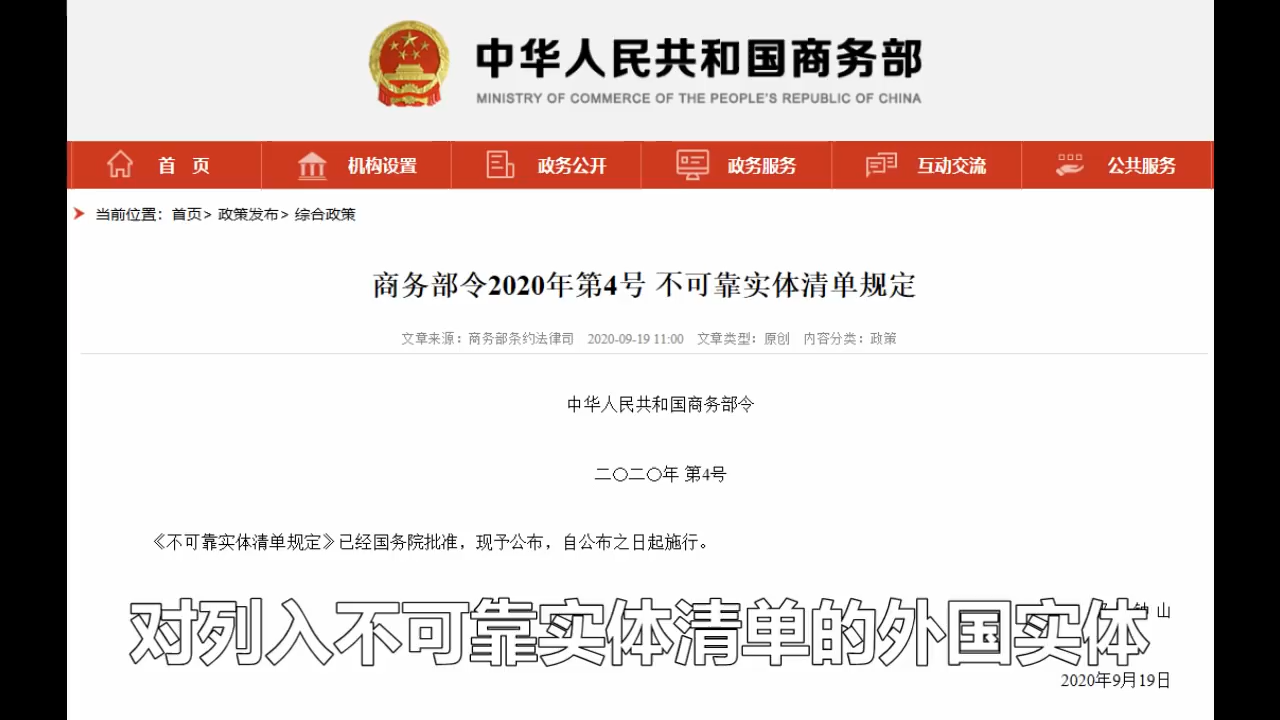 中华人民共和国商务部
MINISTRY OF COMMERCE OF THE PEOPLE'S REPUBLIC OF CHINA
首 页 机构设置 政务公开 政务服务 互动交流 公共服务
当前位置：首页> 政策发布> 综合政策
商务部令2020年第4号 不可靠实体清单规定
文章来源：商务部条约法律司 2020-09-19 11:00 文章类型：原创 内容分类：政策
中华人民共和国商务部令
二〇二〇年 第4号
《不可靠实体清单规定》已经国务院批准，现予公布，自公布之日起施行。
山
对列入不可靠实体清单的外国实体
2020年9月19日